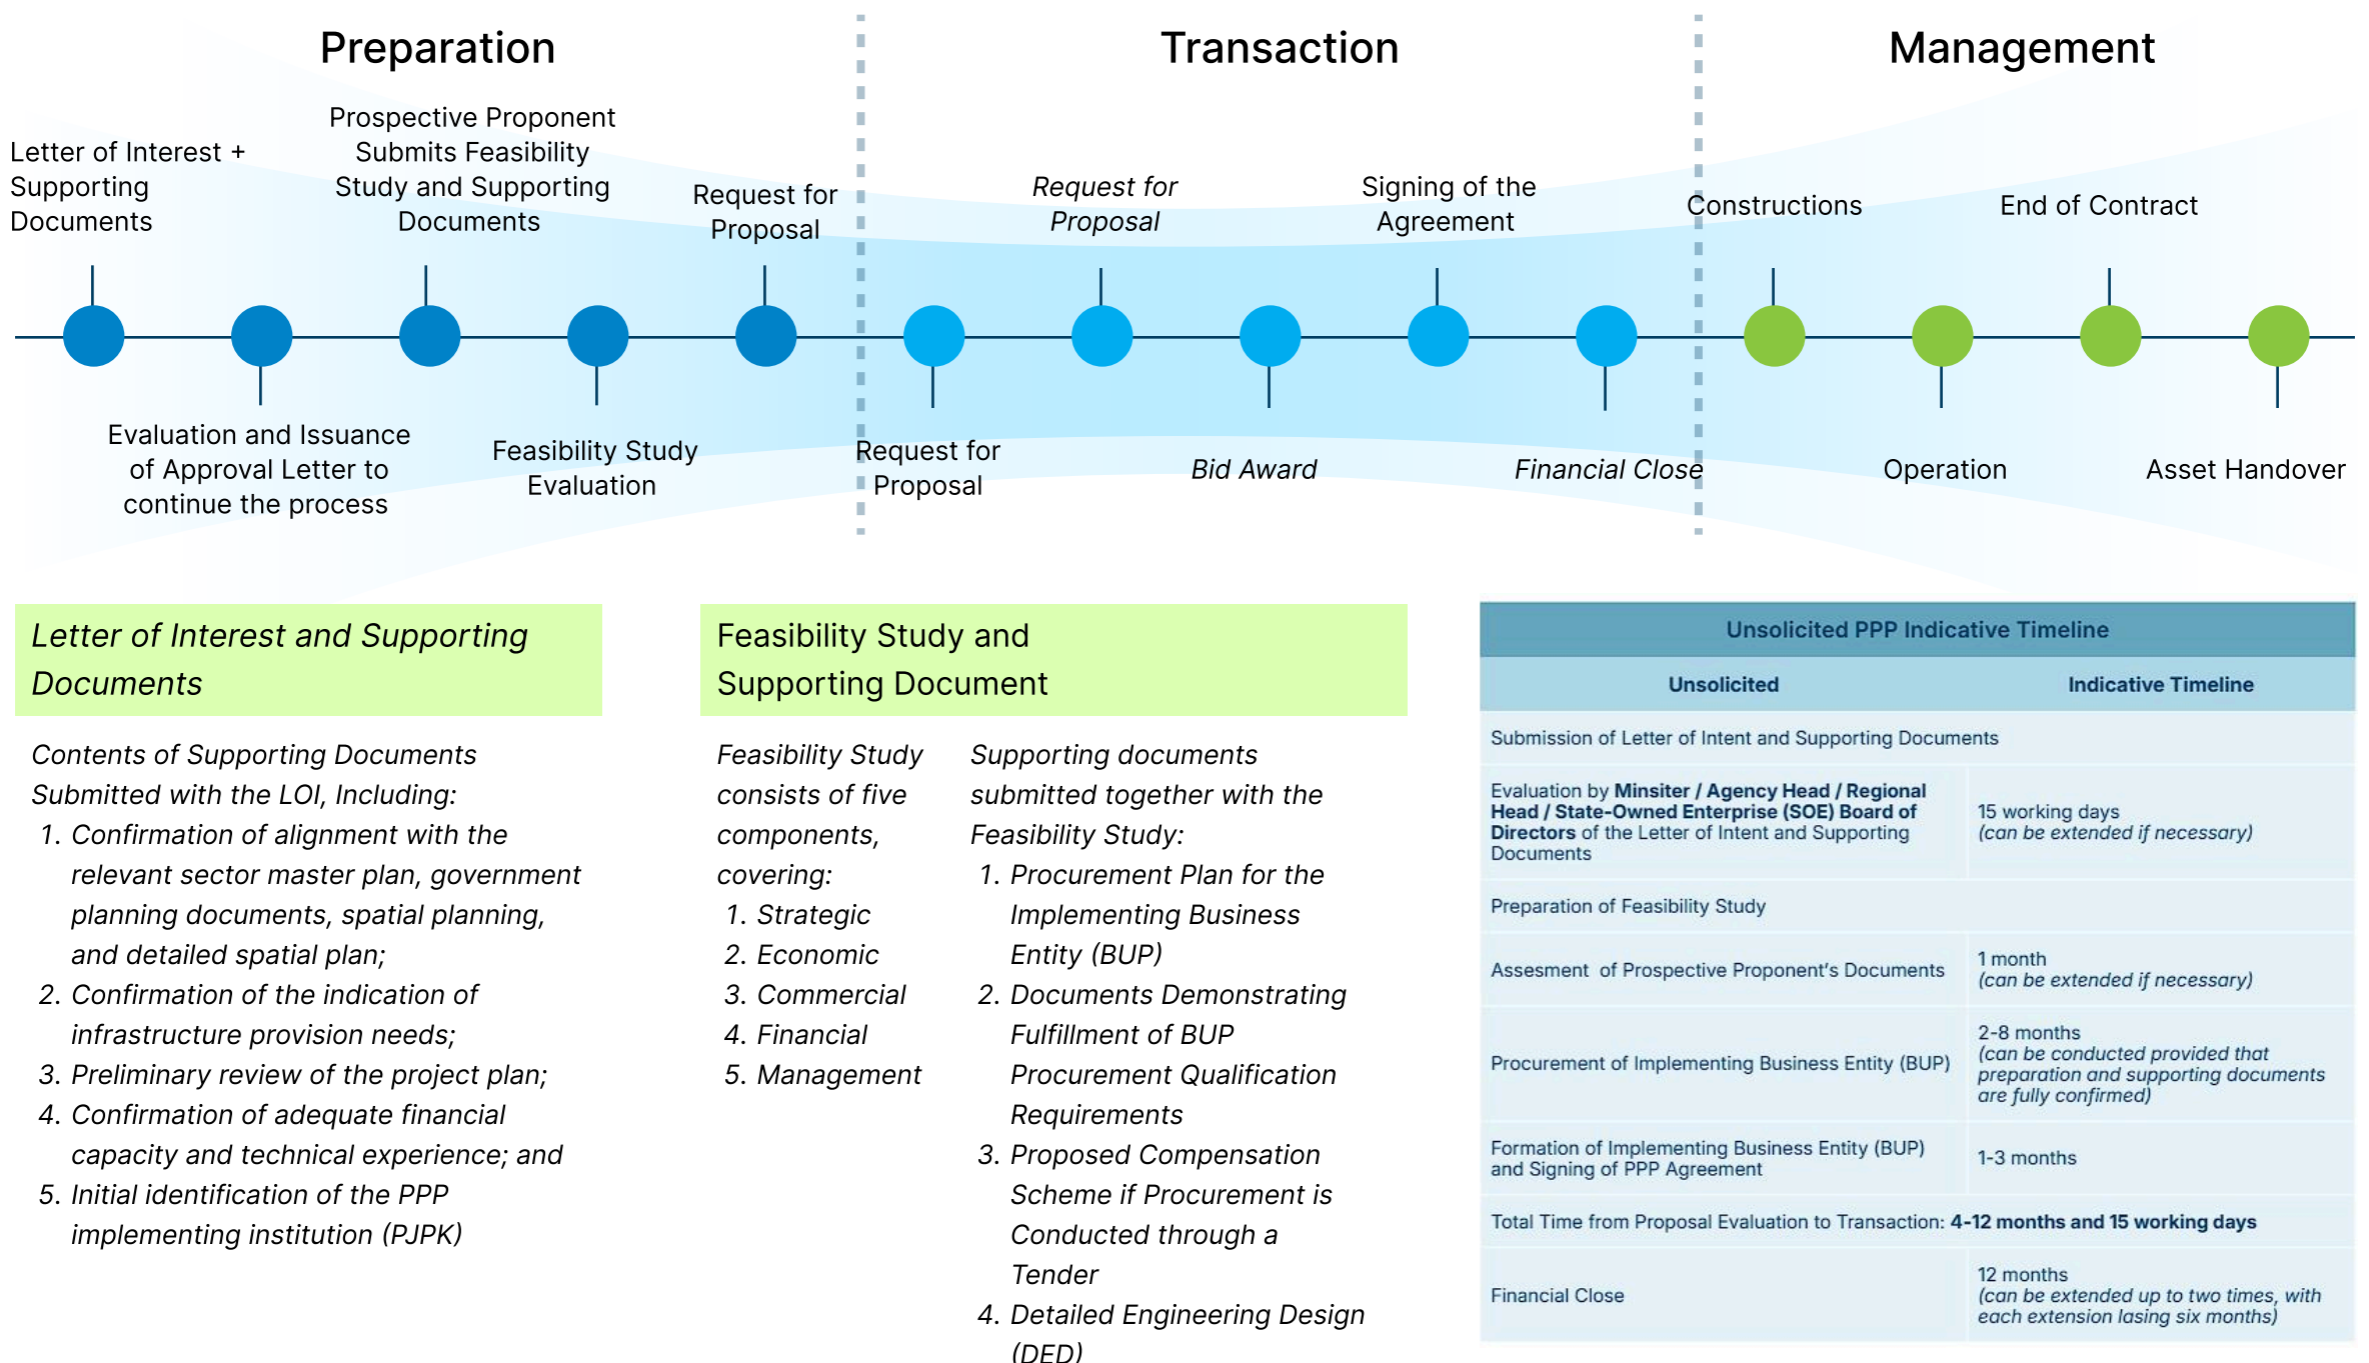 Preparation
Transaction
Management
Letter of Interest +
Supporting
Documents
Evaluation and Issuance
of Approval Letter to
continue the process
Prospective Proponent
Submits Feasibility
Study and Supporting
Documents
Feasibility Study
Evaluation
Request for
Proposal
Request for
Proposal
Request for
Proposal
Bid Award
Signing of the
Agreement
Financial Close
Constructions
Operation
End of Contract
Asset Handover
Letter of Interest and Supporting
Documents
Contents of Supporting Documents
Submitted with the LOI, Including:
1. Confirmation of alignment with the
relevant sector master plan, government
planning documents, spatial planning,
and detailed spatial plan;
2. Confirmation of the indication of
infrastructure provision needs;
3. Preliminary review of the project plan;
4. Confirmation of adequate financial
capacity and technical experience; and
5. Initial identification of the PPP
implementing institution (PJPK)
Feasibility Study and
Supporting Document
Feasibility Study
consists of five
components,
covering:
1. Strategic
2. Economic
3. Commercial
4. Financial
5. Management
Supporting documents
submitted together with the
Feasibility Study:
1. Procurement Plan for the
Implementing Business
Entity (BUP)
2. Documents Demonstrating
Fulfillment of BUP
Procurement Qualification
Requirements
3. Proposed Compensation
Scheme if Procurement is
Conducted through a
Tender
4. Detailed Engineering Design
(DED)
Unsolicited PPP Indicative Timeline
Unsolicited
Indicative Timeline
Submission of Letter of Intent and Supporting Documents
Evaluation by Minsiter / Agency Head / Regional
Head / State-Owned Enterprise (SOE) Board of
Directors of the Letter of Intent and Supporting
Documents
15 working days
(can be extended if necessary)
Preparation of Feasibility Study
Assesment of Prospective Proponent's Documents
1 month
(can be extended if necessary)
Procurement of Implementing Business Entity (BUP)
2-8 months
(can be conducted provided that
preparation and supporting documents
are fully confirmed)
Formation of Implementing Business Entity (BUP)
and Signing of PPP Agreement
1-3 months
Total Time from Proposal Evaluation to Transaction: 4-12 months and 15 working days
Financial Close
12 months
(can be extended up to two times, with
each extension lasing six months)